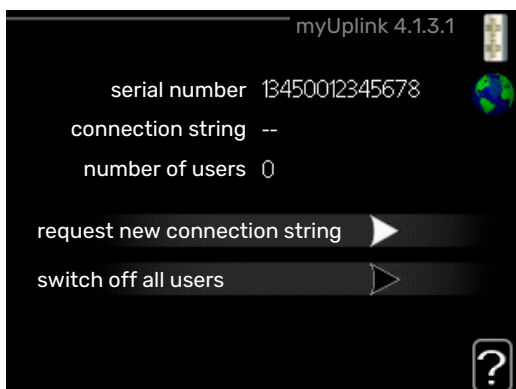 myUplink 4.1.3.1
serial number 13450012345678
connection string --
number of users 0
request new connection string
switch off all users
?